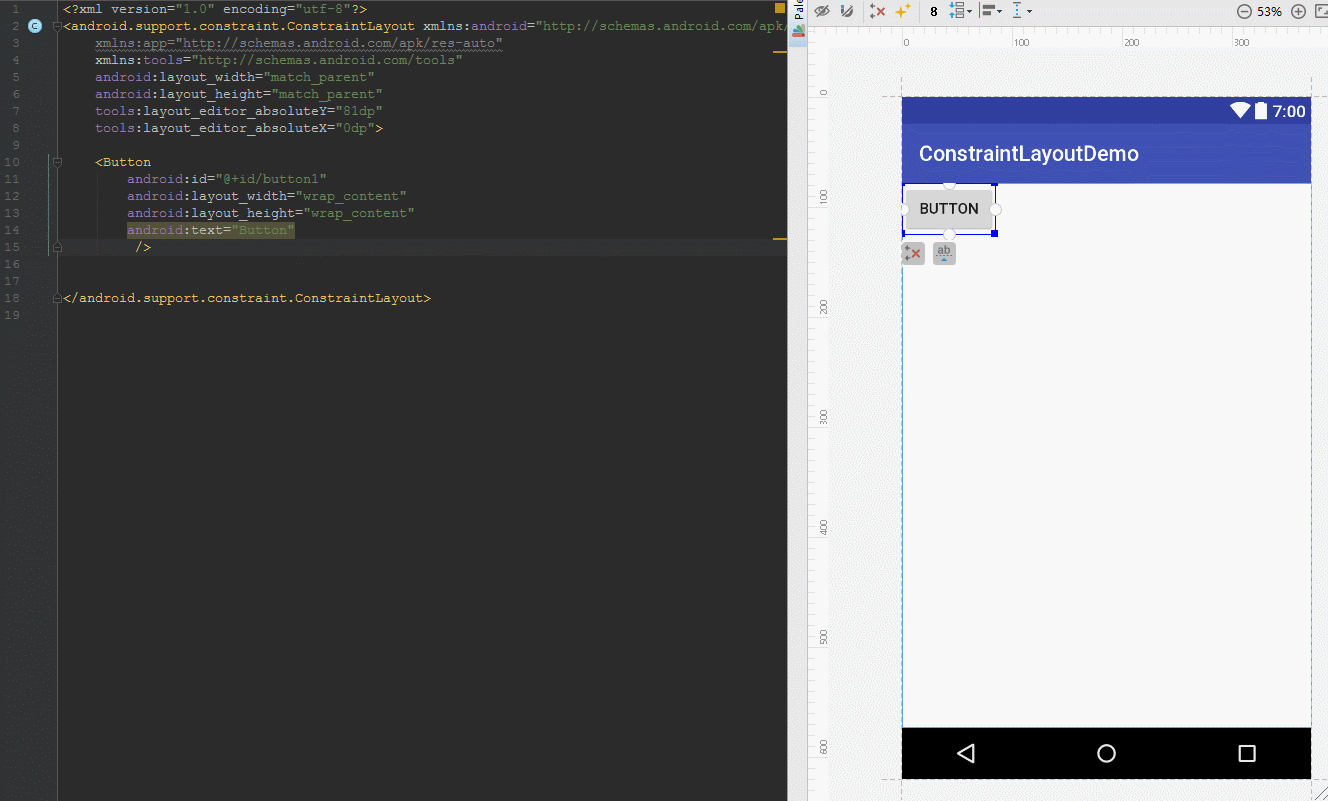 1 <?xml version="1.0" encoding="utf-8"?>
2 <android.support.constraint.ConstraintLayout xmlns:android="http://schemas.android.com/apk/
3 xmlns:app="http://schemas.android.com/apk/res-auto"
4 xmlns:tools="http://schemas.android.com/tools"
5 android:layout_width="match_parent"
6 android:layout_height="match_parent"
7 tools:layout_editor_absoluteY="81dp"
8 tools:layout_editor_absoluteX="0dp">
9
10 <Button
11 android:id="@+id/button1"
12 android:layout_width="wrap_content"
13 android:layout_height="wrap_content"
14 android:text="Button"
15 />
16
17
18 </android.support.constraint.ConstraintLayout>
19
C
Pale
8
53%
0 100 200 300
0
100
200
300
400
500
600
7:00
ConstraintLayoutDemo
BUTTON
ab